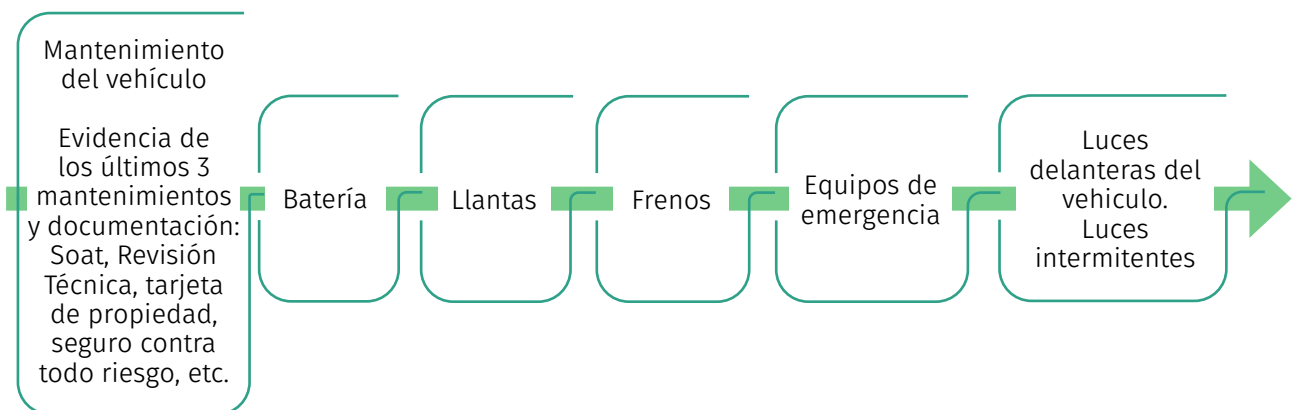 Mantenimiento
del vehículo
Evidencia de
los últimos 3
mantenimientos
y documentación:
Soat, Revisión
Técnica, tarjeta
de propiedad,
seguro contra
todo riesgo, etc.
Batería
Llantas
Frenos
Equipos de
emergencia
Luces
delanteras del
vehiculo.
Luces
intermitentes